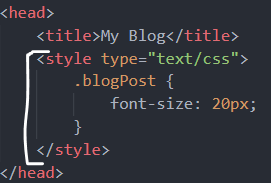 <head>
<title>My Blog</title>
<style type="text/css">
.blogPost {
font-size: 20px;
}
</style>
</head>